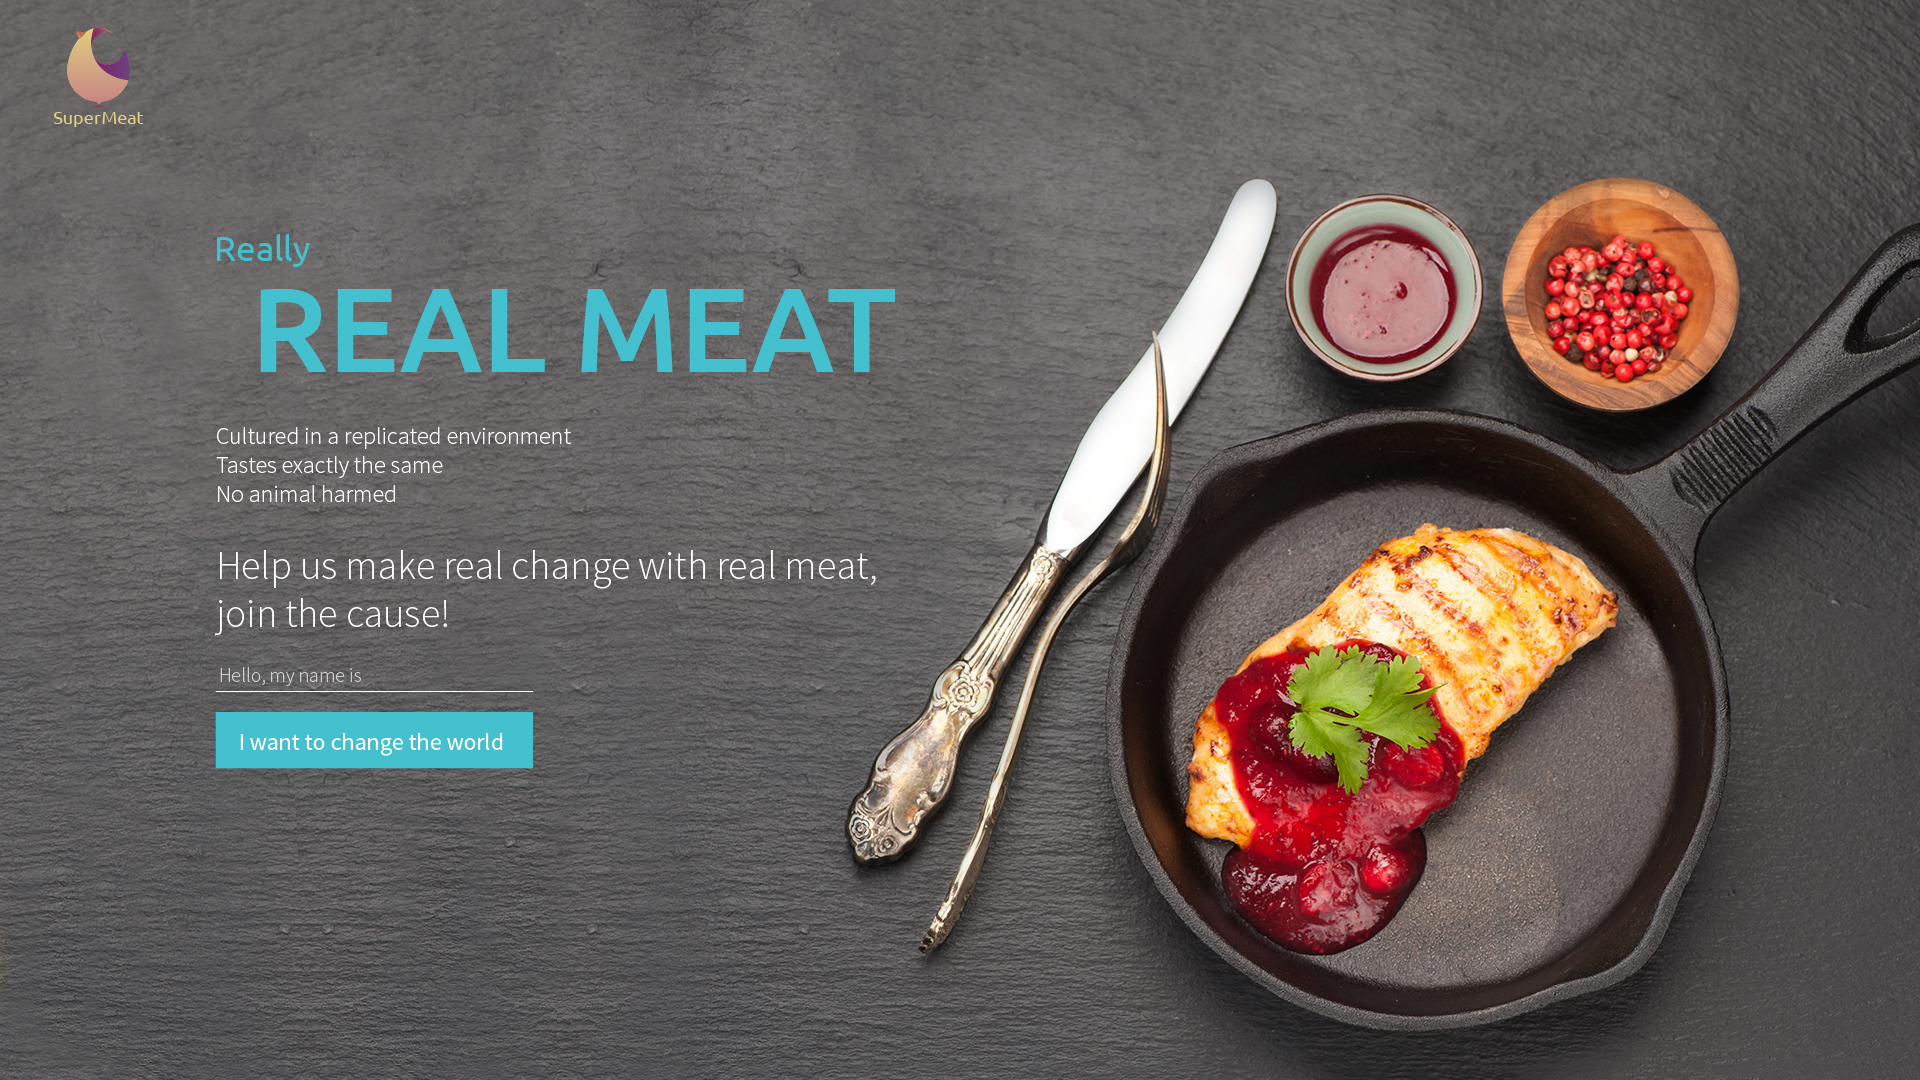 SuperMeat
Really
REAL MEAT
Cultured in a replicated environment
Tastes exactly the same
No animal harmed
Help us make real change with real meat,
join the cause!
Hello, my name is
I want to change the world